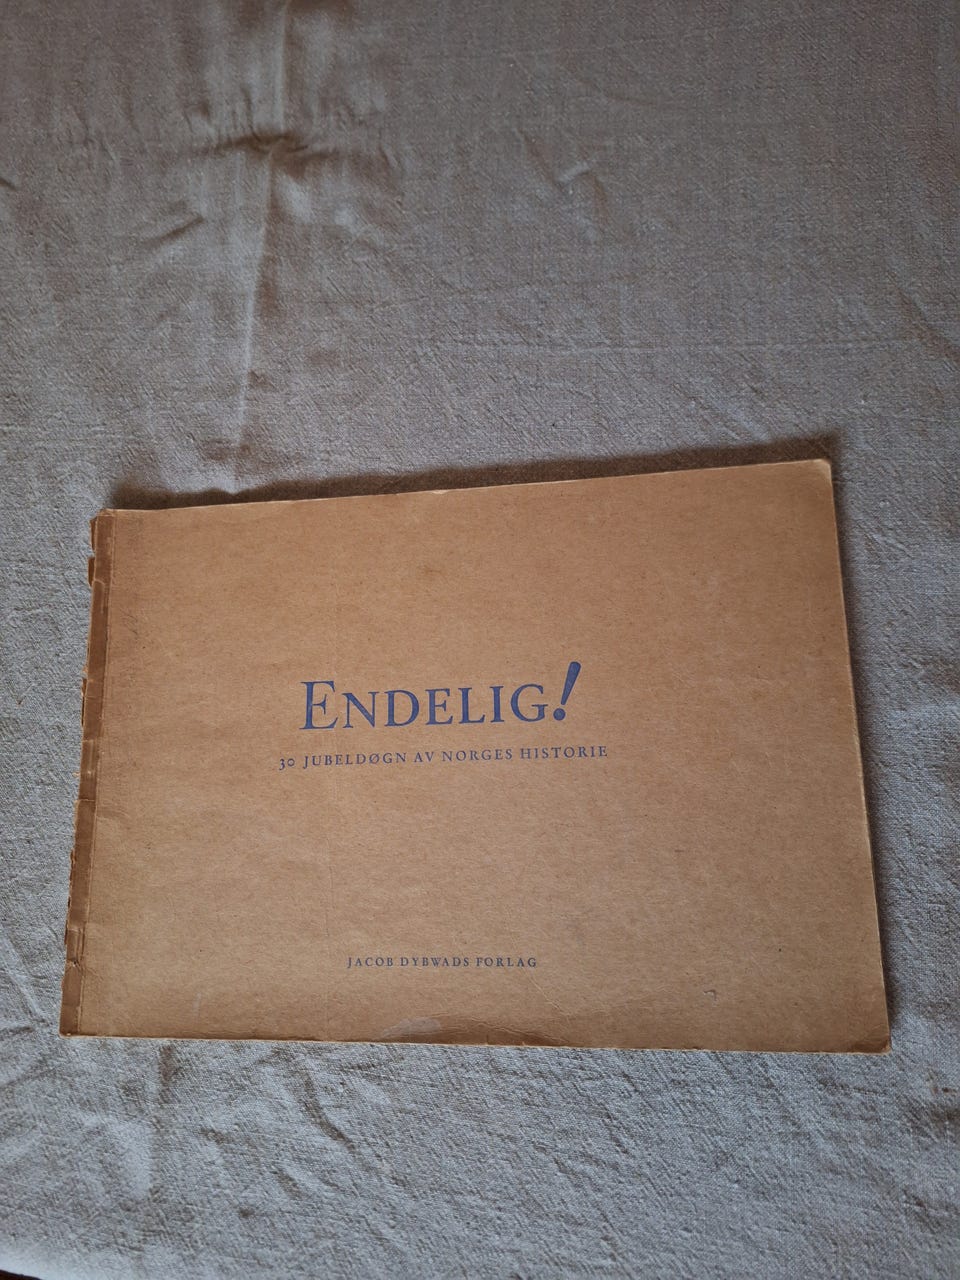 ENDELIG!
30 JUBELDØGN AV NORGES HISTORIE
JACOB DYBWADS FORLAG